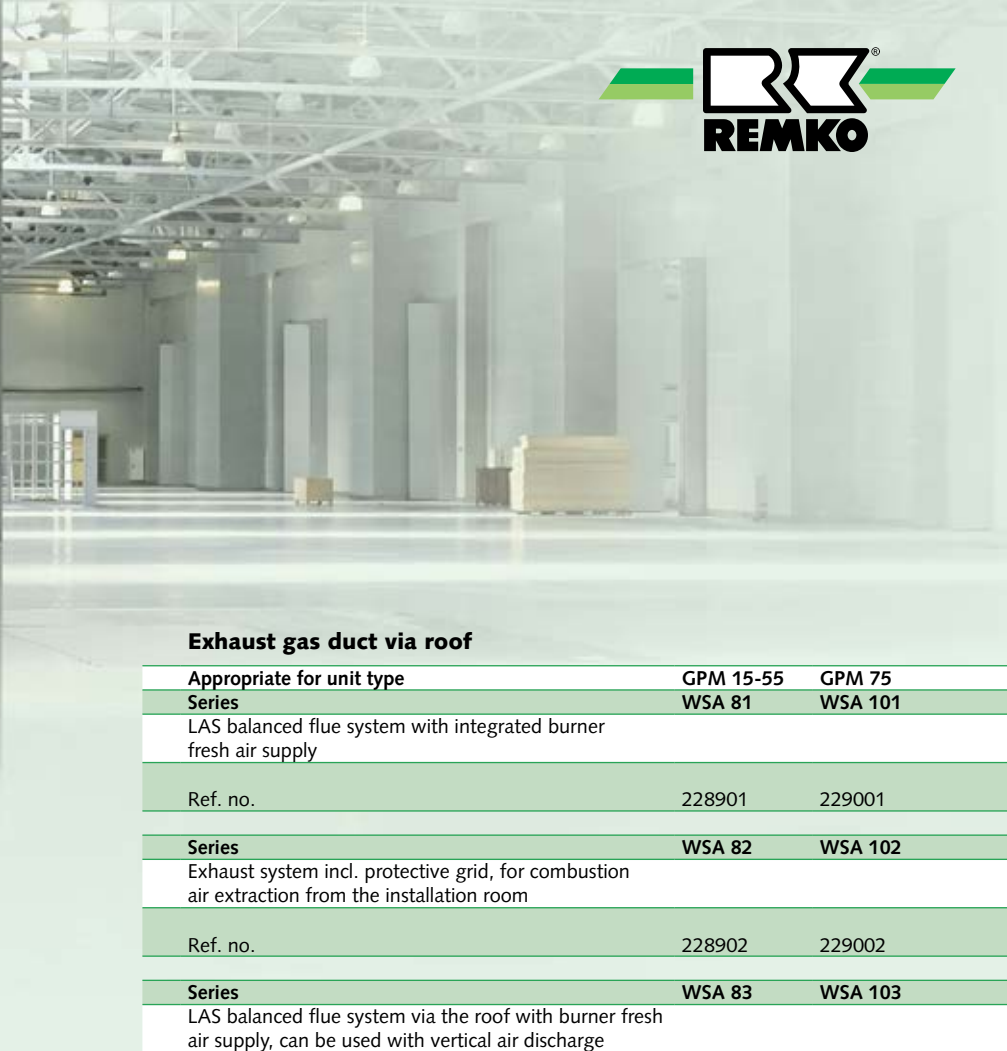 RK®
REMKO
Exhaust gas duct via roof
Appropriate for unit type GPM 15-55 GPM 75
Series WSA 81 WSA 101
LAS balanced flue system with integrated burner
fresh air supply
Ref. no. 228901 229001
Series WSA 82 WSA 102
Exhaust system incl. protective grid, for combustion
air extraction from the installation room
Ref. no. 228902 229002
Series WSA 83 WSA 103
LAS balanced flue system via the roof with burner fresh
air supply, can be used with vertical air discharge